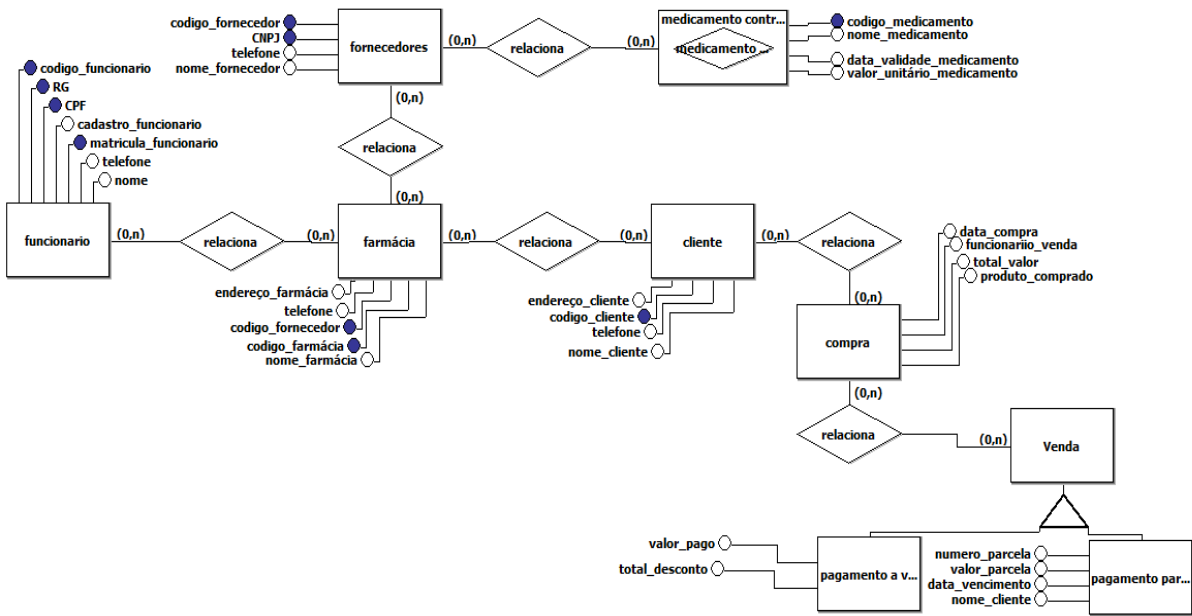 codigo_fornecedor
CNPJ
telefone
nome_fornecedor
fornecedores
(0,n)
relaciona
(0,n)
medicamento contr...
medicamento ...
codigo_medicamento
nome_medicamento
data_validade_medicamento
valor_unitário_medicamento
(0,n)
relaciona
(0,n)
codigo_funcionario
RG
CPF
cadastro_funcionario
matricula_funcionario
telefone
nome
funcionario
(0,n)
relaciona
(0,n)
farmácia
(0,n)
relaciona
(0,n)
cliente
(0,n)
relaciona
(0,n)
data_compra
funcionariio_venda
total_valor
produto_comprado
endereço_farmácia
telefone
codigo_fornecedor
codigo_farmácia
nome_farmácia
endereço_cliente
codigo_cliente
telefone
nome_cliente
compra
(0,n)
relaciona
(0,n)
Venda
valor_pago
total_desconto
pagamento a v...
numero_parcela
valor_parcela
data_vencimento
nome_cliente
pagamento par...